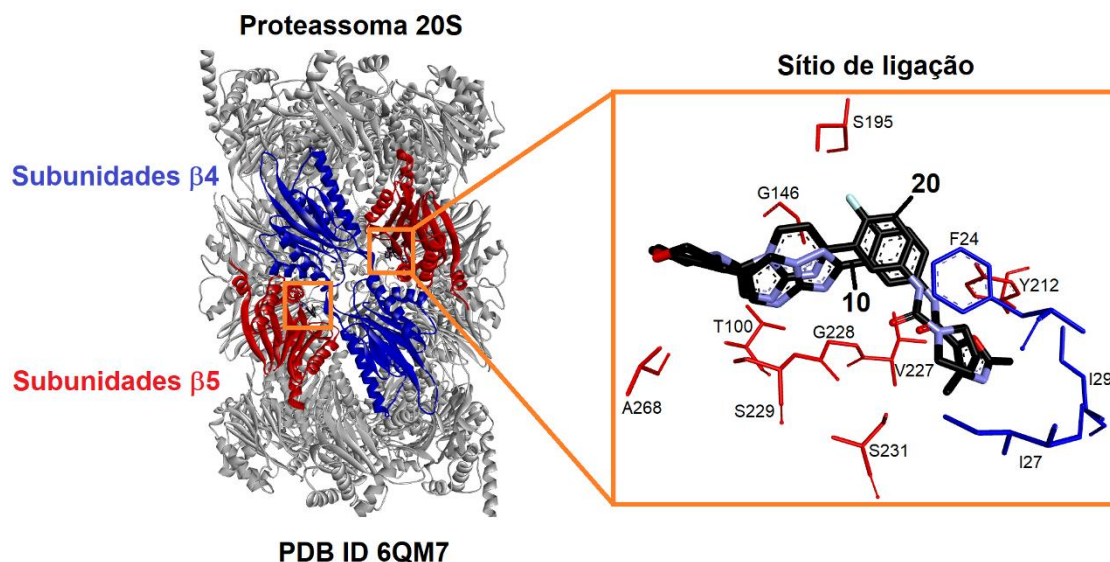 Proteassoma 20S
Sítio de ligação
Subunidades β4
Subunidades β5
PDB ID 6QM7
S195
20
G146
F24
Y212
10
T100
G228
V227
I29
A268
S229
S231
I27